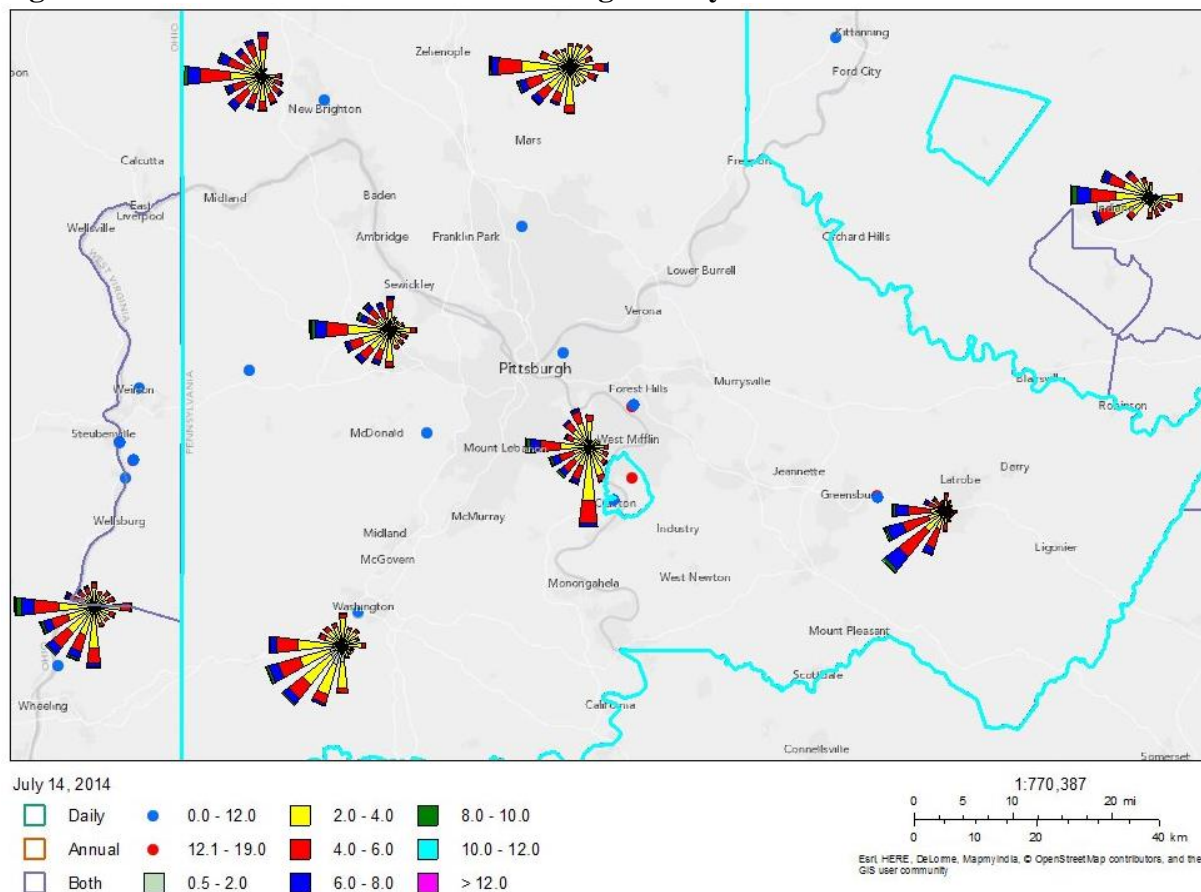 OHIO
Zelienople
Kittanning
Ford City
New Brighton
Mars
Calcutta
Freeport
Midland
Baden
East
Liverpool
Wellsville
Ambridge
Franklin Park
Orchard Hills
Indiana
WEST VIRGINIA
Lower Burrell
Sewickley
Verona
Pittsburgh
Murrysville
Forest Hills
Blairsville
Weirton
Robinson
PENNSYLVANIA
Steubenville
McDonald
Mount Lebanon
West Mifflin
Jeannette
Derry
Latrobe
Greensburg
Clairton
Wellsburg
McMurray
Midland
Industry
McGovern
Ligonier
Monongahela
West Newton
Washington
Mount Pleasant
OHIO
Scottdale
Wheeling
California
Connellsville
Somerset
July 14, 2014
1:770,387
0 5 10 20 mi
0 10 20 40 km
Daily 0.0 - 12.0 2.0 - 4.0 8.0 - 10.0
Annual 12.1 - 19.0 4.0 - 6.0 10.0 - 12.0
Both 0.5 - 2.0 6.0 - 8.0 > 12.0
Esri, HERE, DeLorme, MapmyIndia, © OpenStreetMap contributors, and the
GIS user community